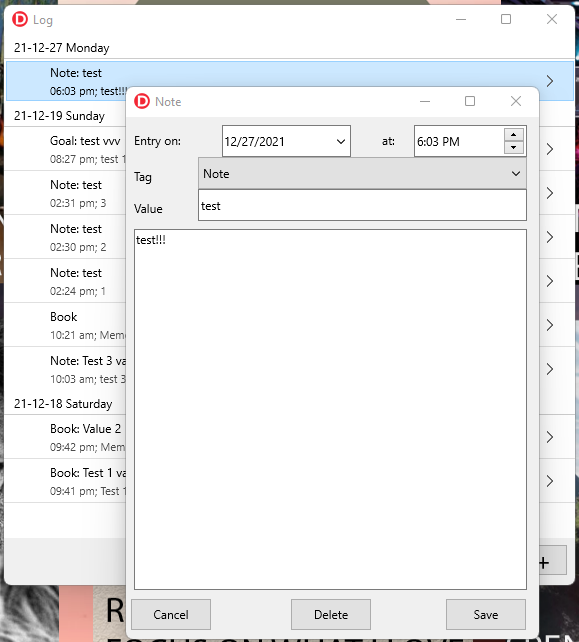 D Log
21-12-27 Monday
Note: test
06:03 pm; test!!!
21-12-19 Sunday
Goal: test vvv
08:27 pm; test 1
Note: test
02:31 pm; 3
Note: test
02:30 pm; 2
Note: test
02:24 pm; 1
Book
10:21 am; Mem
Note: Test 3 va
10:03 am; test 3
21-12-18 Saturday
Book: Value 2
09:42 pm; Mem
Book: Test 1 va
09:41 pm; Test 1
+
D Note
Entry on: 12/27/2021 at: 6:03 PM
Tag Note
Value test
test!!!
Cancel Delete Save
FOCUS ON WHAT I LOVE